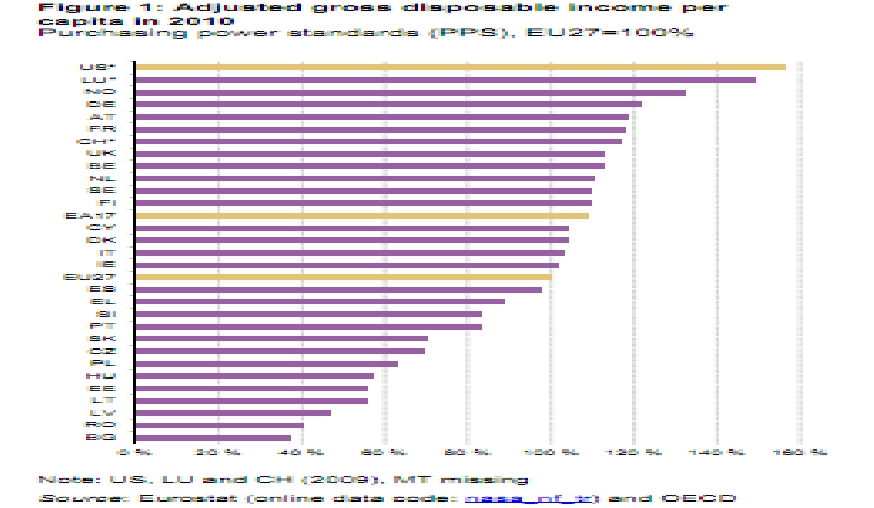 Figure 1: Adjusted gross disposable income per
capita in 2010
Purchasing power standards (PPS), EU27=100%
US*
LU*
NO
DE
AT
FR
CH*
UK
BE
NL
SE
FI
EA17
CY
DK
IT
IE
EU27
ES
EL
SI
PT
SK
CZ
PL
HU
EE
LT
LV
RO
BG
0 % 20 % 40 % 60 % 80 % 100 % 120 % 140 % 160 %
Note: US, LU and CH (2009), MT missing
Source: Eurostat (online data code: nasa_nf_tr) and OECD